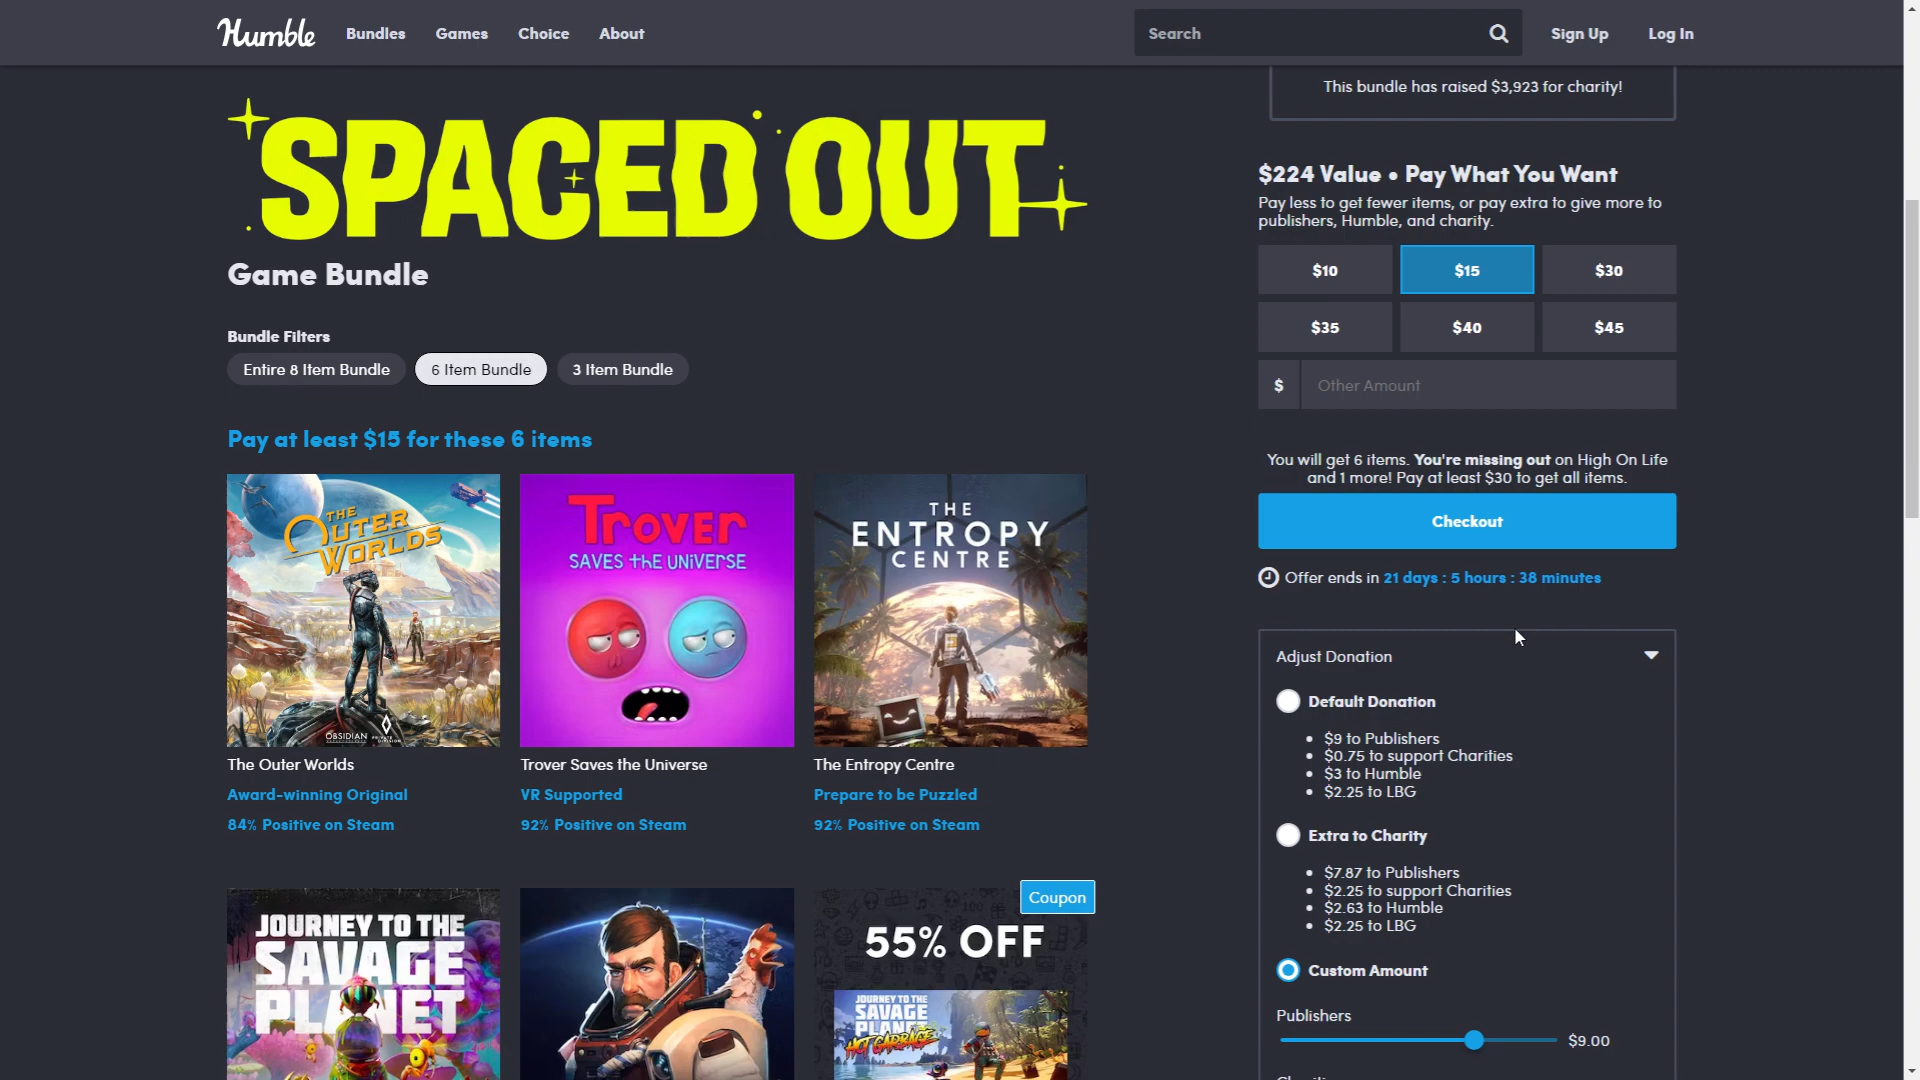 Humble
Bundles
Games
Choice
About
Search
Sign Up
Log In
This bundle has raised $3,923 for charity!
SPACED OUT
Game Bundle
Bundle Filters
Entire 8 Item Bundle
6 Item Bundle
3 Item Bundle
Pay at least $15 for these 6 items
THE
OUTER
WORLDS
OBSIDIAN
PRIVATE DIVISION
The Outer Worlds
Award-winning Original
84% Positive on Steam
TROVER
SAVES THE UNIVERSE
Trover Saves the Universe
VR Supported
92% Positive on Steam
THE
ENTROPY
CENTRE
The Entropy Centre
Prepare to be Puzzled
92% Positive on Steam
JOURNEY TO THE
SAVAGE
PLANET
Coupon
55% OFF
JOURNEY TO THE
SAVAGE
PLANET
HOT GARBAGE
$224 Value • Pay What You Want
Pay less to get fewer items, or pay extra to give more to
publishers, Humble, and charity.
$10
$15
$30
$35
$40
$45
$
Other Amount
You will get 6 items. You're missing out on High On Life
and 1 more! Pay at least $30 to get all items.
Checkout
Offer ends in 21 days : 5 hours : 38 minutes
Adjust Donation
Default Donation
• $9 to Publishers
• $0.75 to support Charities
• $3 to Humble
• $2.25 to LBG
Extra to Charity
• $7.87 to Publishers
• $2.25 to support Charities
• $2.63 to Humble
• $2.25 to LBG
Custom Amount
Publishers
$9.00